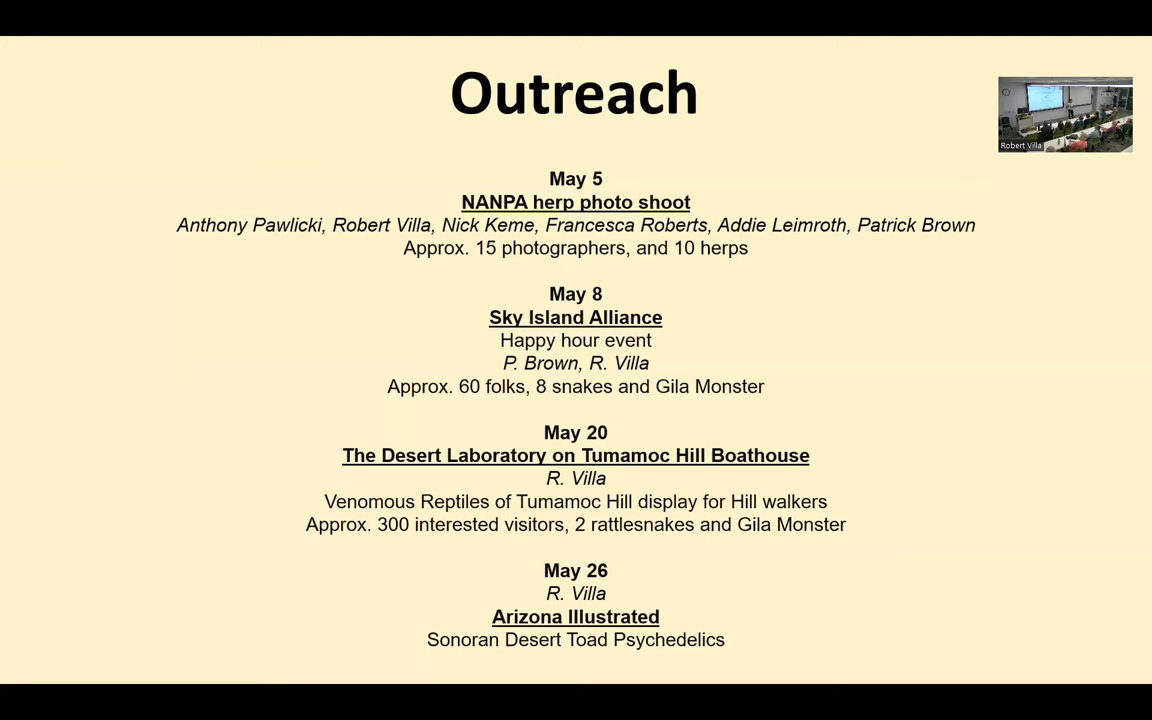 Outreach
Robert Villa
May 5
NANPA herp photo shoot
Anthony Pawlicki, Robert Villa, Nick Keme, Francesca Roberts, Addie Leimroth, Patrick Brown
Approx. 15 photographers, and 10 herps
May 8
Sky Island Alliance
Happy hour event
P. Brown, R. Villa
Approx. 60 folks, 8 snakes and Gila Monster
May 20
The Desert Laboratory on Tumamoc Hill Boathouse
R. Villa
Venomous Reptiles of Tumamoc Hill display for Hill walkers
Approx. 300 interested visitors, 2 rattlesnakes and Gila Monster
May 26
R. Villa
Arizona Illustrated
Sonoran Desert Toad Psychedelics